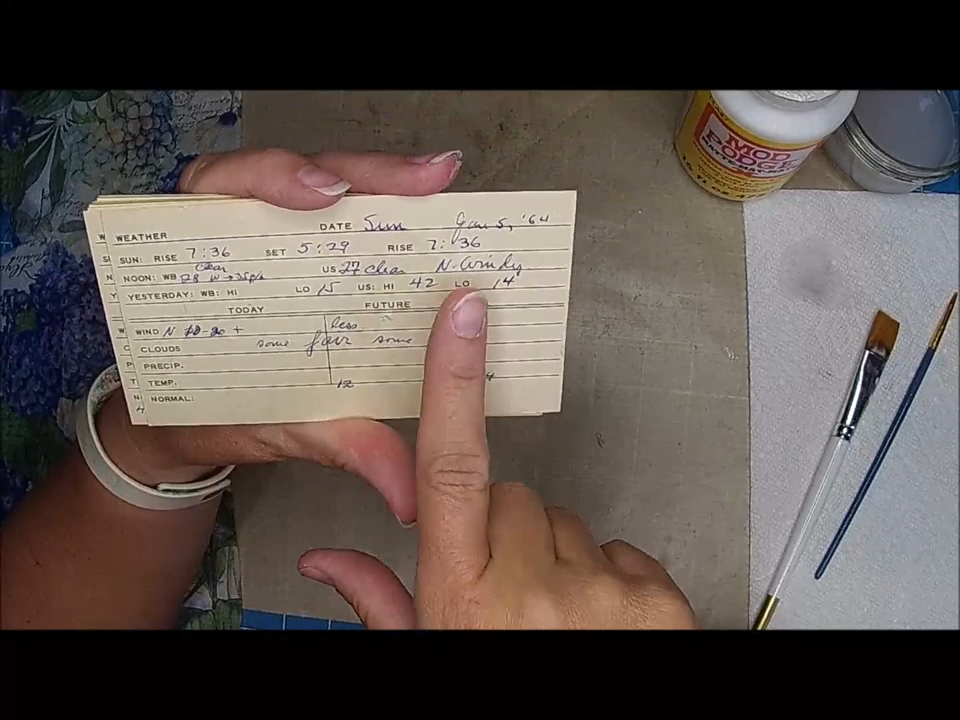 WEATHER DATE Sun Jan 5, '64
SUN: RISE 7:36 SET 5:29 RISE 7:36
Clear
NOON: WB 28 US 27 clear N-Windy
YESTERDAY: WB: HI LO 15 US: HI 42 LO 14
TODAY FUTURE
WIND N 20 + less
CLOUDS some fair some
PRECIP.
TEMP. 12
NORMAL:
Mod Podge